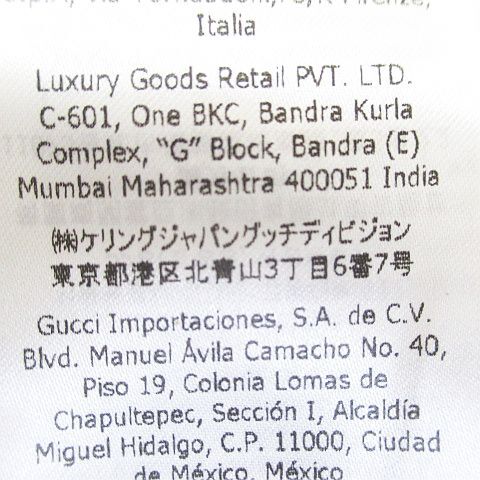 Italia
Luxury Goods Retail PVT. LTD.
C-601, One BKC, Bandra Kurla
Complex, “G” Block, Bandra (E)
Mumbai Maharashtra 400051 India
㈱ケリングジャパングッチディビジョン
東京都港区北青山3丁目6番7号
Gucci Importaciones, S.A. de C.V.
Blvd. Manuel Ávila Camacho No. 40,
Piso 19, Colonia Lomas de
Chapultepec, Sección I, Alcaldía
Miguel Hidalgo, C.P. 11000, Ciudad
de México, México